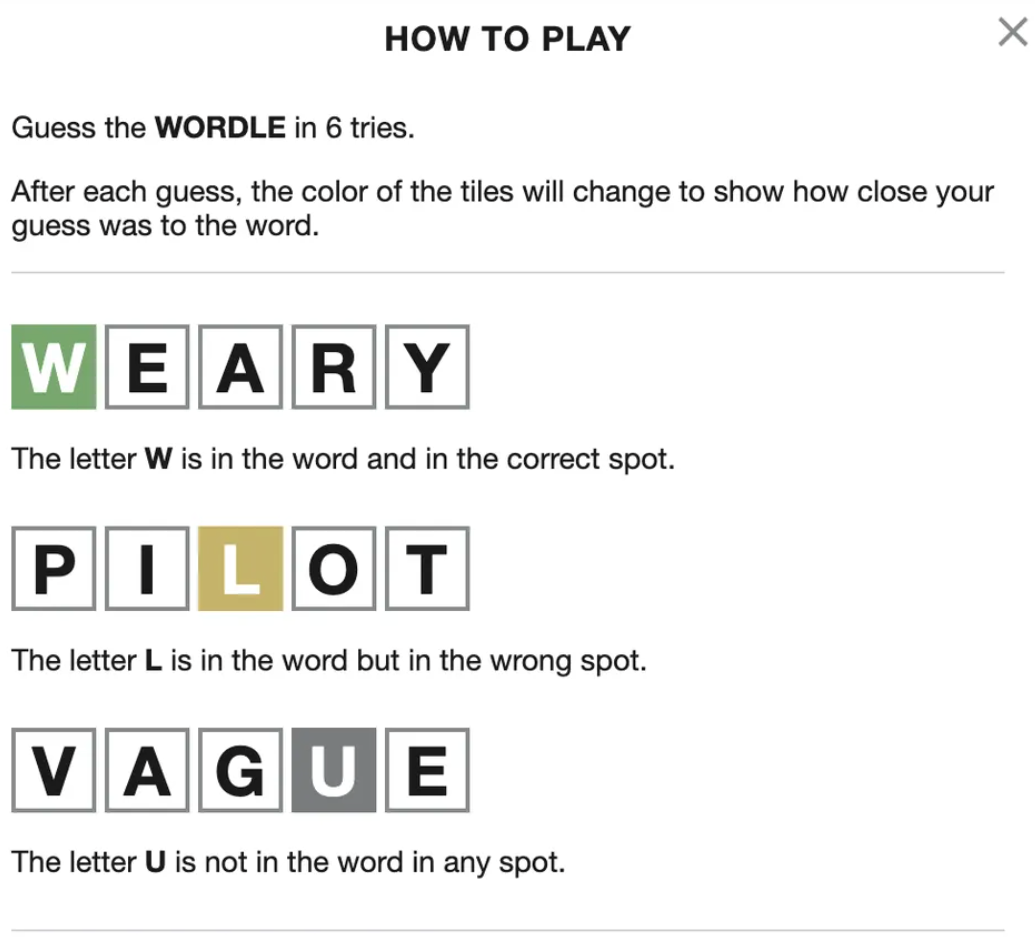 HOW TO PLAY
Guess the WORDLE in 6 tries.
After each guess, the color of the tiles will change to show how close your
guess was to the word.
WEARY
The letter W is in the word and in the correct spot.
PILOT
The letter L is in the word but in the wrong spot.
VAGUE
The letter U is not in the word in any spot.